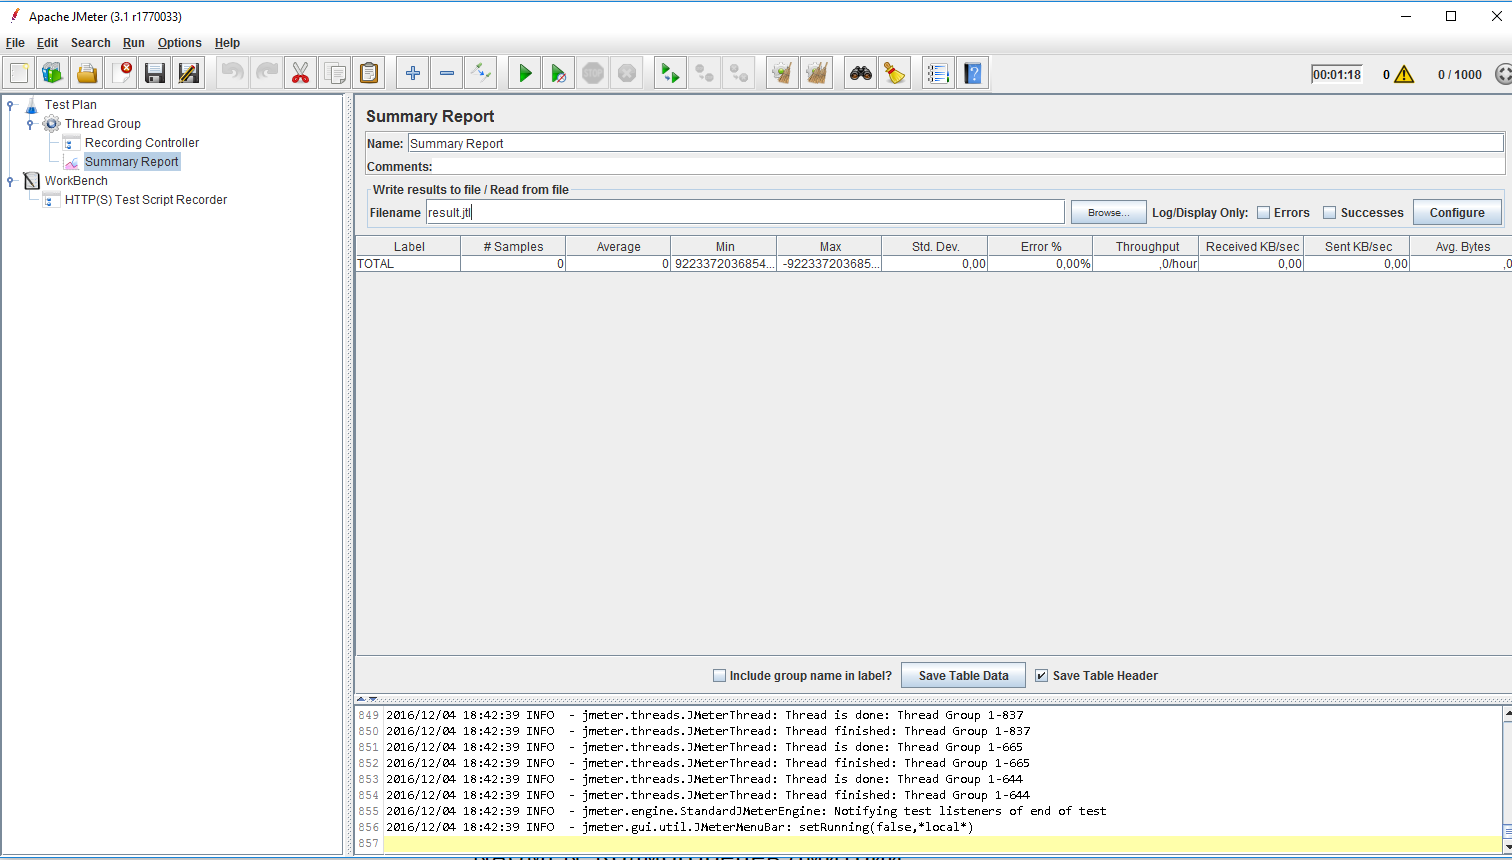 Apache JMeter (3.1 r1770033)
File Edit Search Run Options Help
STOP 00:01:18 0 0 / 1000
Test Plan
Thread Group
Recording Controller
Summary Report
WorkBench
HTTP(S) Test Script Recorder
Summary Report
Name: Summary Report
Comments:
Write results to file / Read from file
Filename result.jtl Browse... Log/Display Only: Errors Successes Configure
Label # Samples Average Min Max Std. Dev. Error % Throughput Received KB/sec Sent KB/sec Avg. Bytes
TOTAL 0 0 9223372036854... -922337203685... 0,00 0,00% ,0/hour 0,00 0,00 ,0
Include group name in label? Save Table Data Save Table Header
849 2016/12/04 18:42:39 INFO - jmeter.threads.JMeterThread: Thread is done: Thread Group 1-837
850 2016/12/04 18:42:39 INFO - jmeter.threads.JMeterThread: Thread finished: Thread Group 1-837
851 2016/12/04 18:42:39 INFO - jmeter.threads.JMeterThread: Thread is done: Thread Group 1-665
852 2016/12/04 18:42:39 INFO - jmeter.threads.JMeterThread: Thread finished: Thread Group 1-665
853 2016/12/04 18:42:39 INFO - jmeter.threads.JMeterThread: Thread is done: Thread Group 1-644
854 2016/12/04 18:42:39 INFO - jmeter.threads.JMeterThread: Thread finished: Thread Group 1-644
855 2016/12/04 18:42:39 INFO - jmeter.engine.StandardJMeterEngine: Notifying test listeners of end of test
856 2016/12/04 18:42:39 INFO - jmeter.gui.util.JMeterMenuBar: setRunning(false,*local*)
857